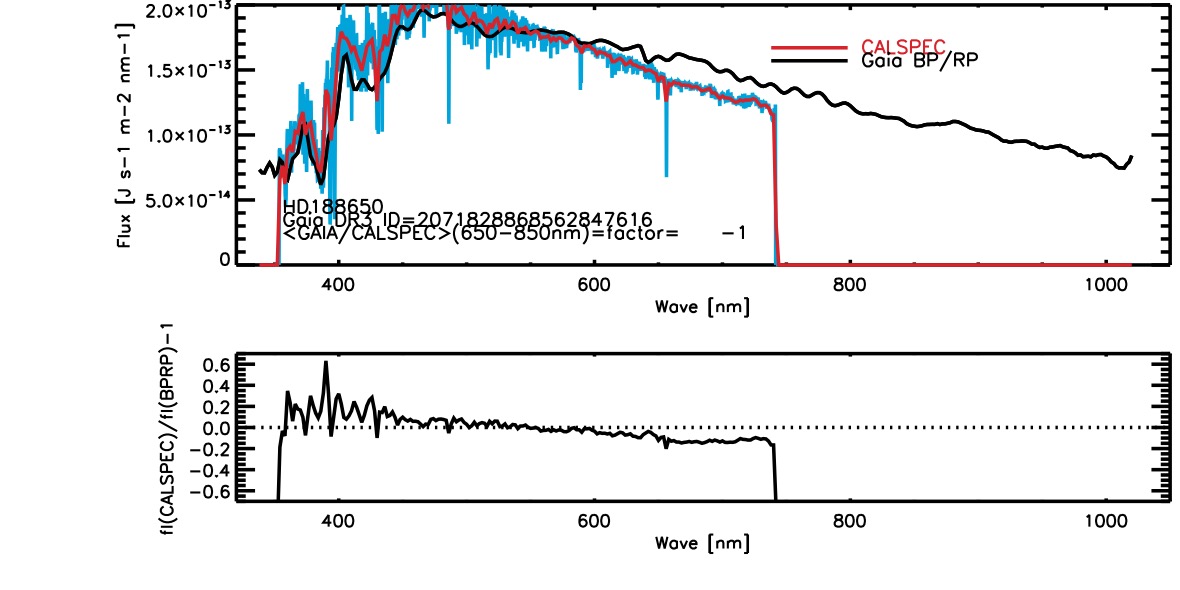 2.0×10−13
1.5×10−13
1.0×10−13
5.0×10−14
0
Flux [J s−1 m−2 nm−1]
CALSPEC
Gaia BP/RP
HD188650
Gaia DR3 ID=2071828868562847616
<GAIA/CALSPEC>(650−850nm)=factor= −1
400 600 800 1000
Wave [nm]
fl(CALSPEC)/fl(BPRP)−1
0.6
0.4
0.2
0.0
−0.2
−0.4
−0.6
400 600 800 1000
Wave [nm]